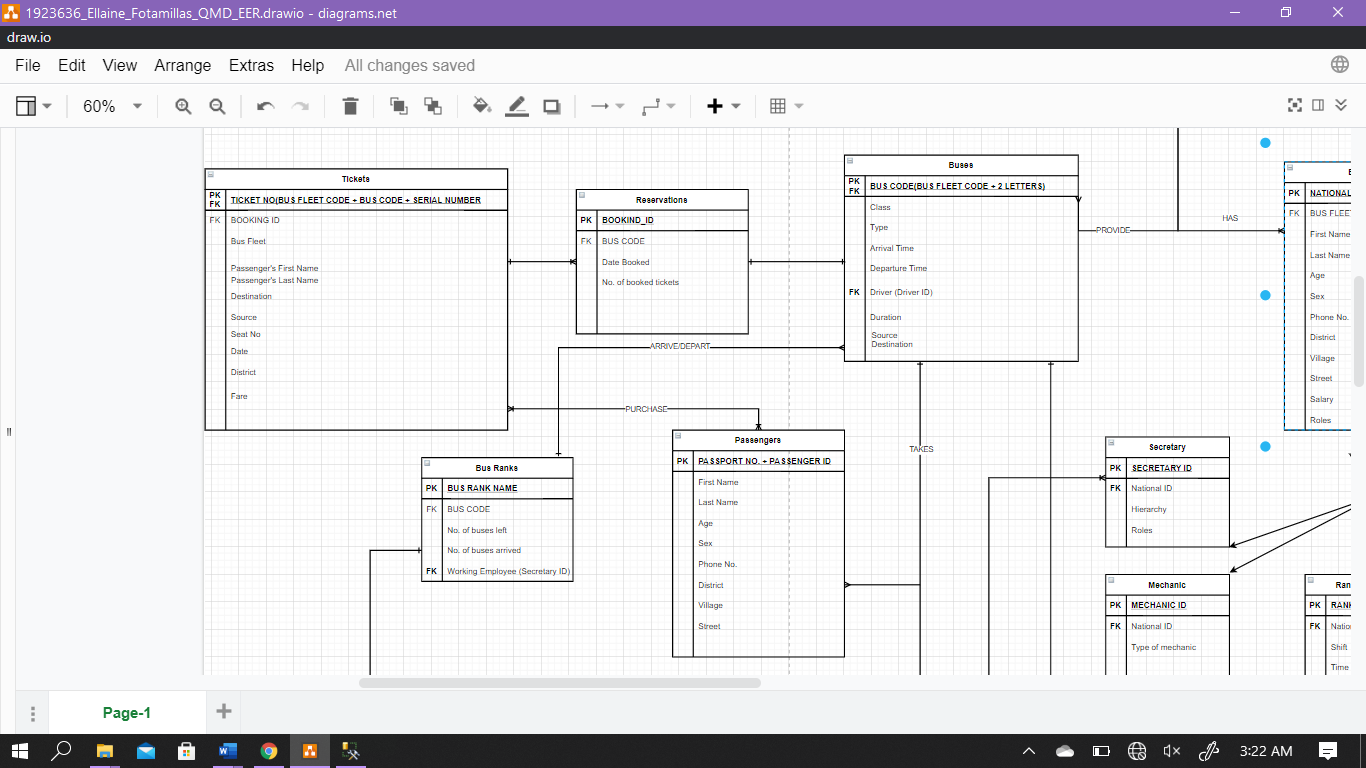 1923636_Ellaine_Fotamillas_QMD_EER.drawio - diagrams.net
draw.io
File Edit View Arrange Extras Help All changes saved
60%
Tickets
PK FK TICKET NO(BUS FLEET CODE + BUS CODE + SERIAL NUMBER
FK BOOKING ID
Bus Fleet
Passenger's First Name
Passenger's Last Name
Destination
Source
Seat No
Date
District
Fare
Reservations
PK BOOKIND_ID
FK BUS CODE
Date Booked
No. of booked tickets
Buses
PK FK BUS CODE(BUS FLEET CODE + 2 LETTERS)
Class
Type
Arrival Time
Departure Time
FK Driver (Driver ID)
Duration
Source
Destination
PROVIDE
HAS
PK NATIONAL
FK BUS FLEE
First Name
Last Name
Age
Sex
Phone No.
District
Village
Street
Salary
Roles
ARRIVE/DEPART
PURCHASE
TAKES
Bus Ranks
PK BUS RANK NAME
FK BUS CODE
No. of buses left
No. of buses arrived
FK Working Employee (Secretary ID)
Passengers
PK PASSPORT NO. + PASSENGER ID
First Name
Last Name
Age
Sex
Phone No.
District
Village
Street
Secretary
PK SECRETARY ID
FK National ID
Hierarchy
Roles
Mechanic
PK MECHANIC ID
FK National ID
Type of mechanic
Ran
PK RANK
FK Natio
Shift
Time
Page-1
3:22 AM